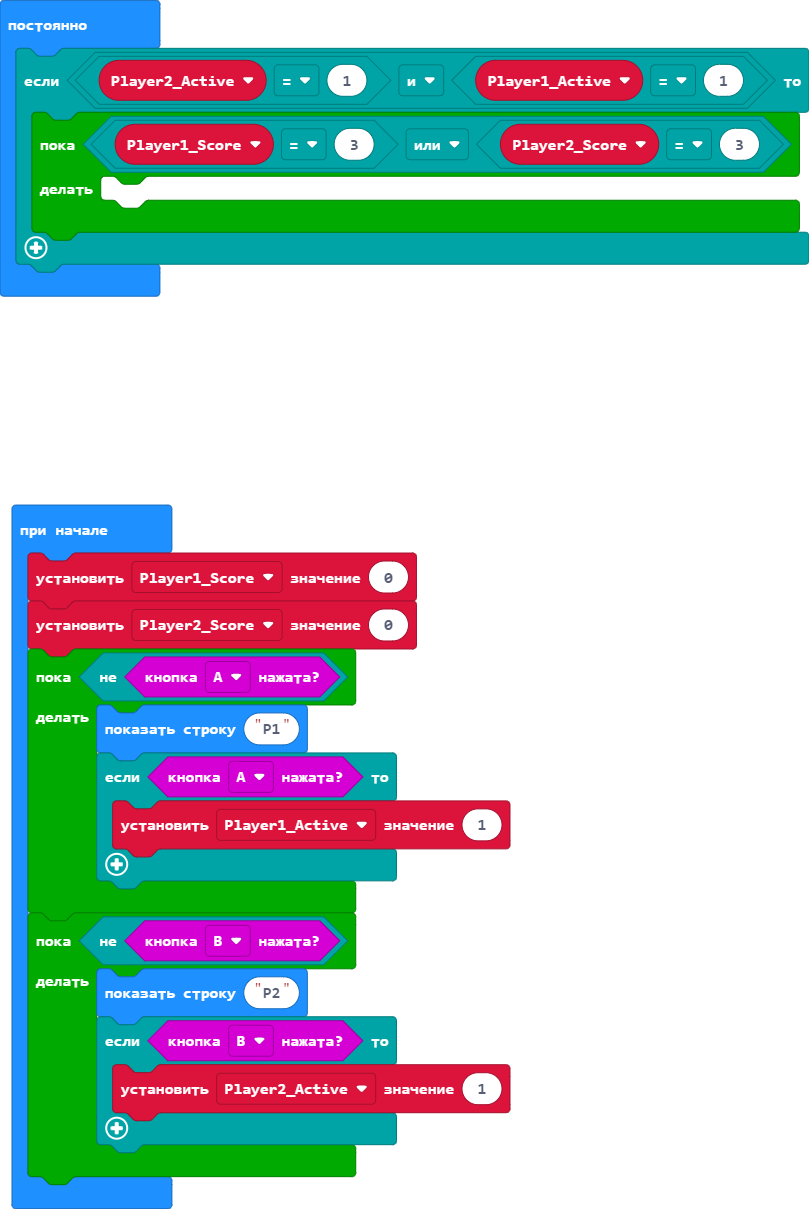 постоянно
если Player2_Active = 1 и Player1_Active = 1 то
пока Player1_Score = 3 или Player2_Score = 3
делать
при начале
установить Player1_Score значение 0
установить Player2_Score значение 0
пока не кнопка A нажата?
делать
показать строку "P1"
если кнопка A нажата? то
установить Player1_Active значение 1
пока не кнопка B нажата?
делать
показать строку "P2"
если кнопка B нажата? то
установить Player2_Active значение 1